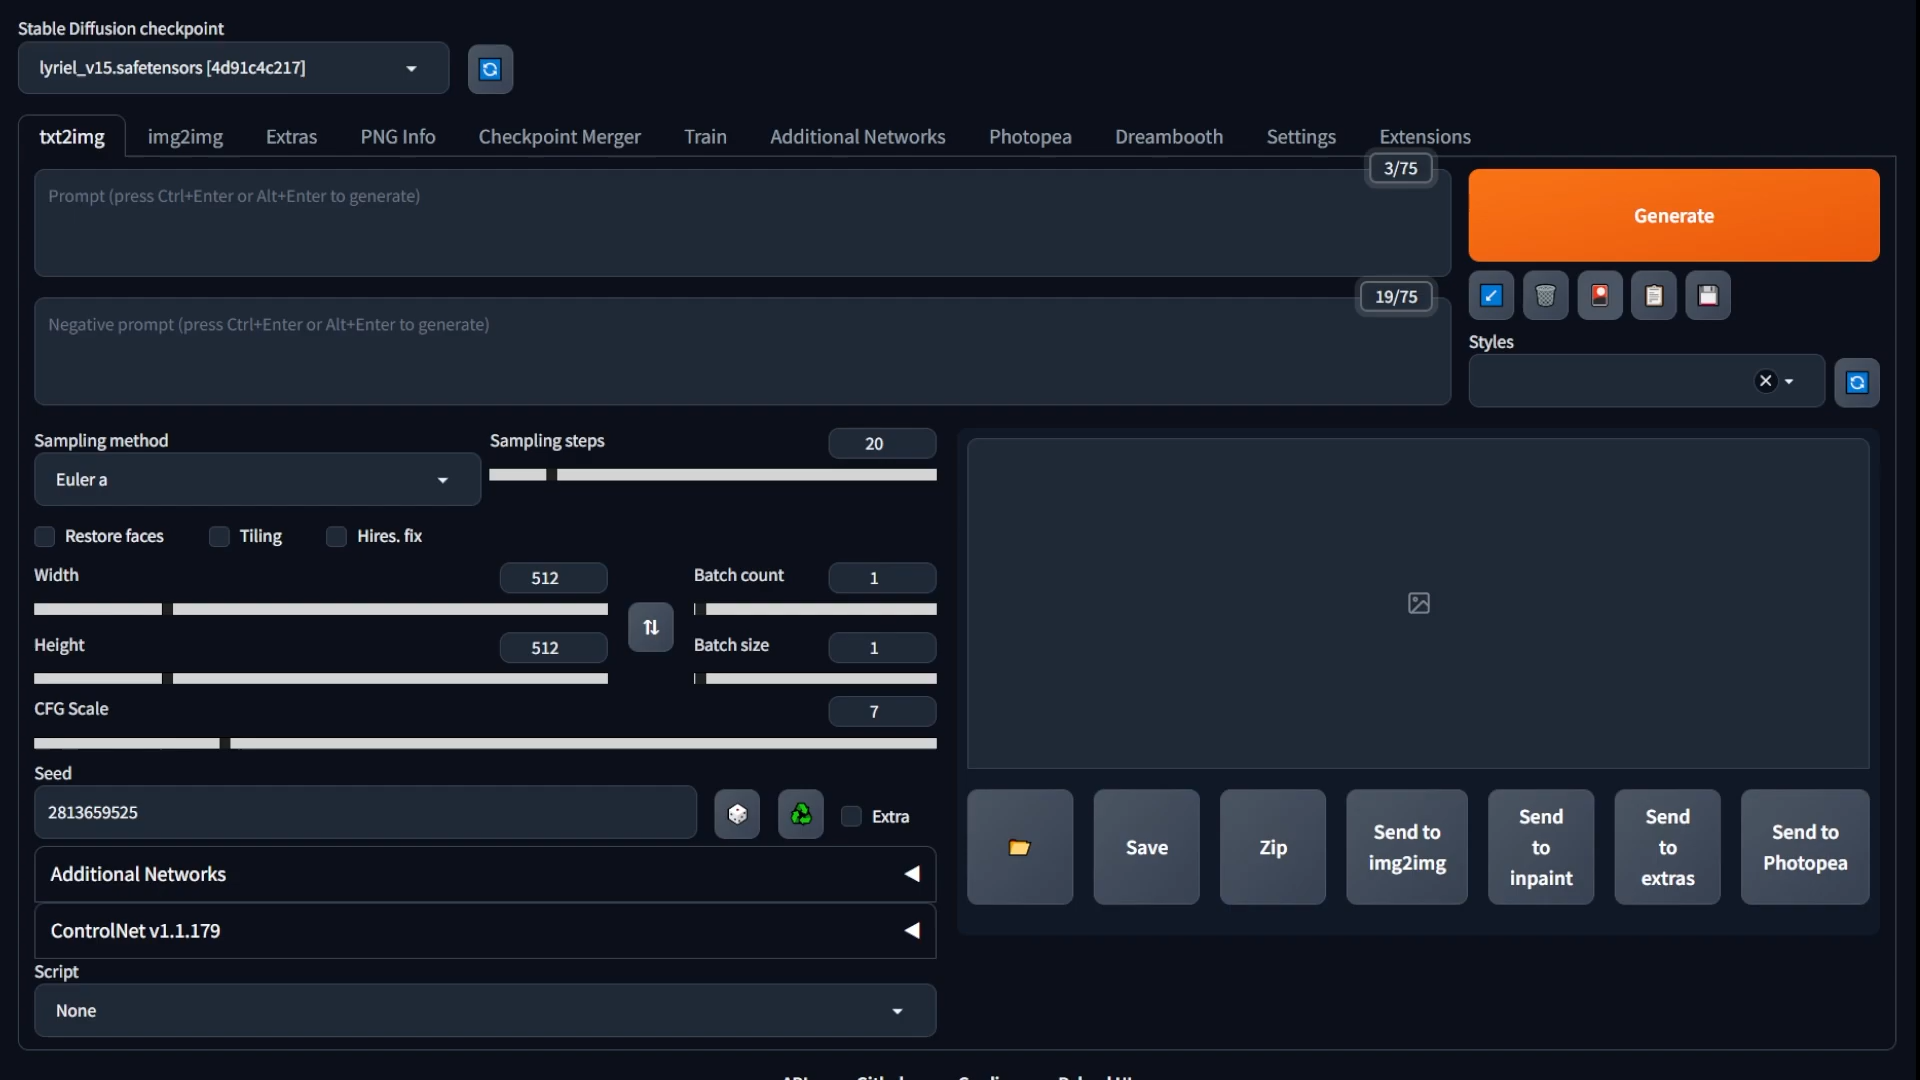 Stable Diffusion checkpoint
lyriel_v15.safetensors [4d91c4c217]
txt2img img2img Extras PNG Info Checkpoint Merger Train Additional Networks Photopea Dreambooth Settings Extensions
3/75
Prompt (press Ctrl+Enter or Alt+Enter to generate)
Generate
19/75
Negative prompt (press Ctrl+Enter or Alt+Enter to generate)
Styles
Sampling method
Euler a
Sampling steps 20
Restore faces Tiling Hires. fix
Width 512
Batch count 1
Height 512
Batch size 1
CFG Scale 7
Seed
2813659525
Extra
Save
Zip
Send to
img2img
Send
to
inpaint
Send
to
extras
Send to
Photopea
Additional Networks
ControlNet v1.1.179
Script
None